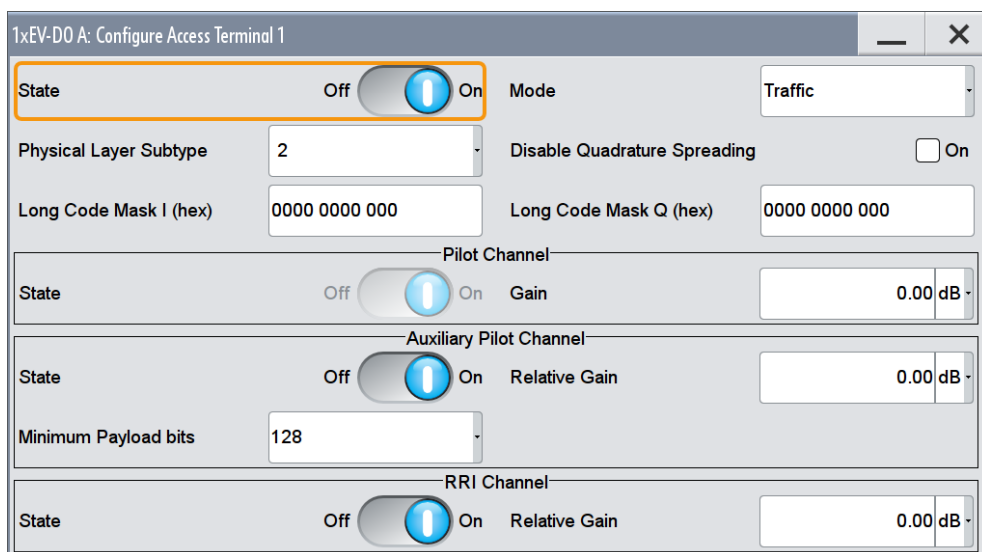 1xEV-DO A: Configure Access Terminal 1
State Off On Mode Traffic
Physical Layer Subtype 2 Disable Quadrature Spreading On
Long Code Mask I (hex) 0000 0000 000 Long Code Mask Q (hex) 0000 0000 000
Pilot Channel
State Off On Gain 0.00 dB
Auxiliary Pilot Channel
State Off On Relative Gain 0.00 dB
Minimum Payload bits 128
RRI Channel
State Off On Relative Gain 0.00 dB